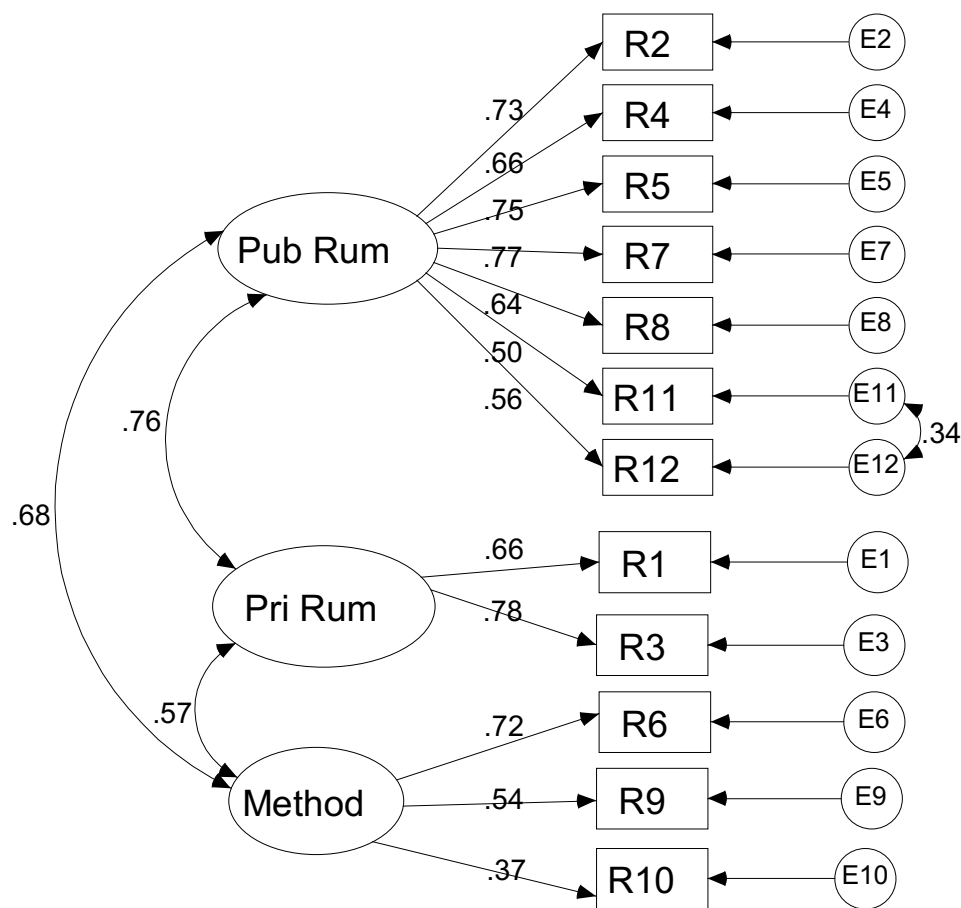 R2
E2
.73
R4
E4
.66
R5
E5
.75
Pub Rum
R7
E7
.77
R8
E8
.64
R11
E11
.50
.56
R12
E12
.34
.76
.68
.66
R1
E1
Pri Rum
.78
R3
E3
.57
.72
R6
E6
Method
.54
R9
E9
.37
R10
E10